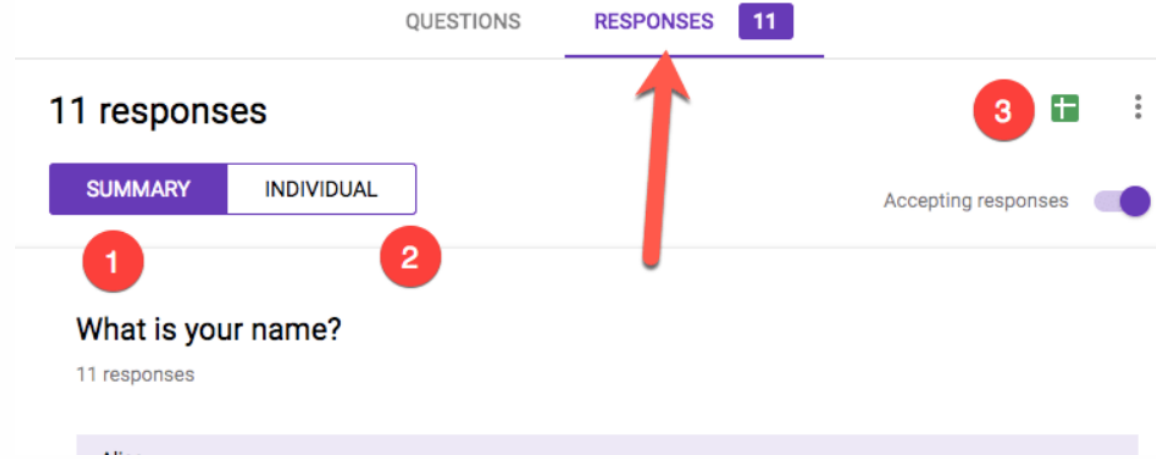 QUESTIONS RESPONSES 11
11 responses
3
SUMMARY INDIVIDUAL
Accepting responses
1 2
What is your name?
11 responses